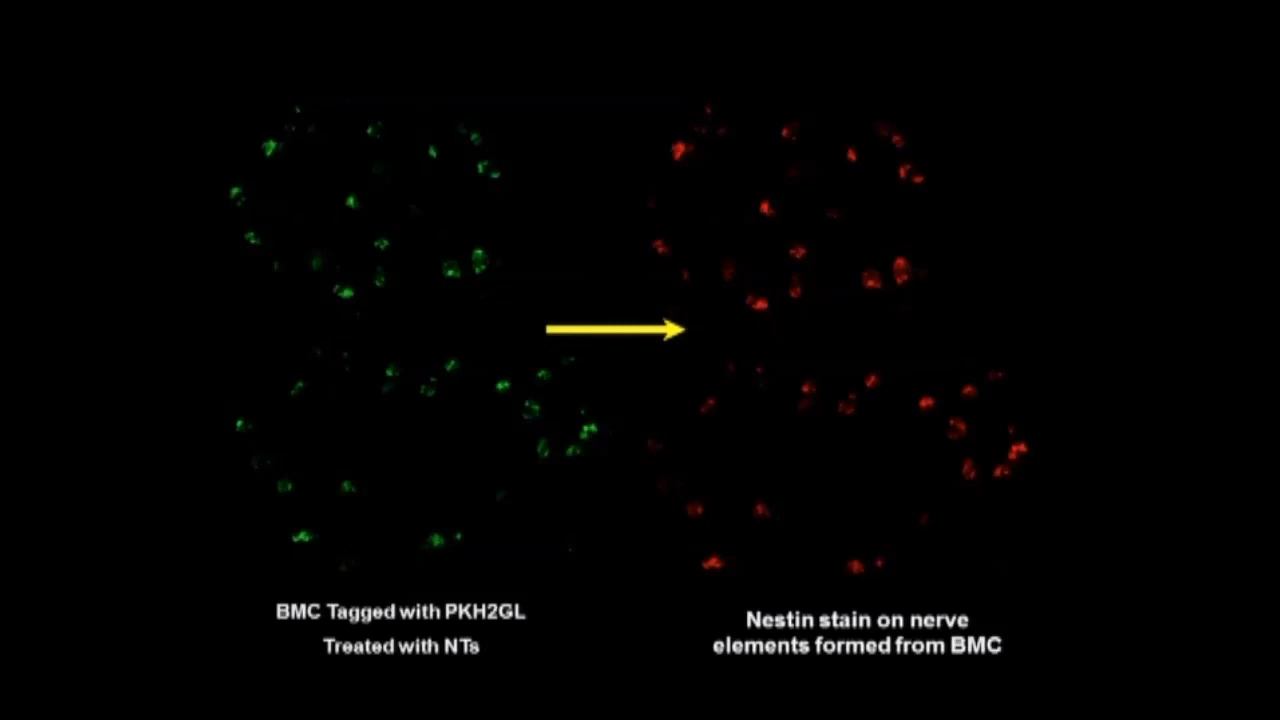 BMC Tagged with PKH2GL
Treated with NTs
Nestin stain on nerve
elements formed from BMC